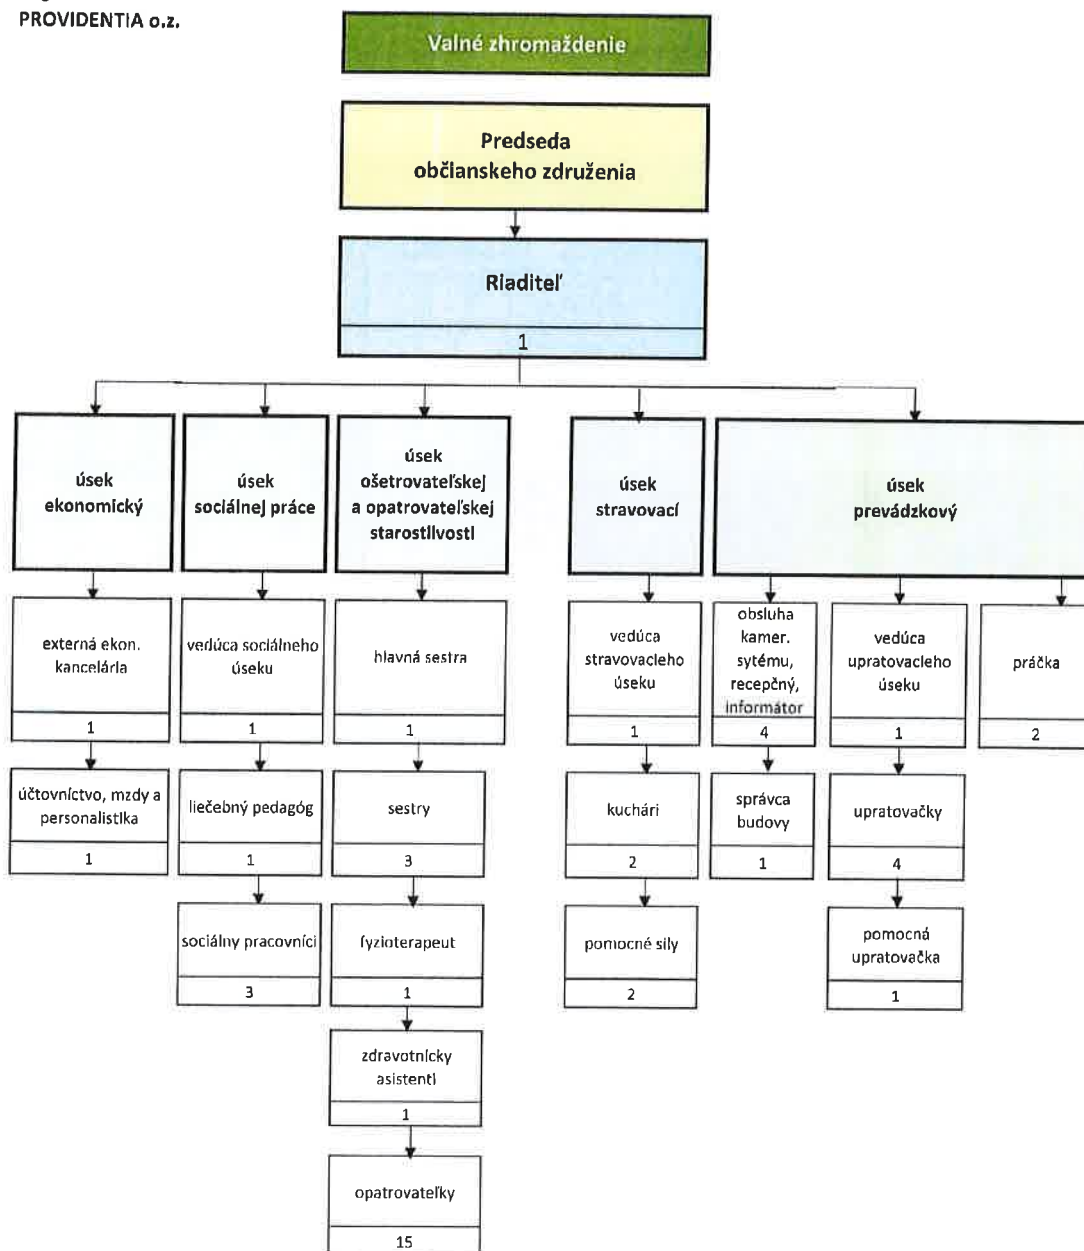 PROVIDENTIA o.z.
Valné zhromaždenie
Predseda
občianskeho združenia
Riaditeľ
1
úsek
ekonomický
úsek
sociálnej práce
úsek
ošetrovateľskej
a opatrovateľskej
starostlivosti
úsek
stravovací
úsek
prevádzkový
externá ekon.
kancelária
1
vedúca sociálneho
úseku
1
hlavná sestra
1
vedúca
stravovacieho
úseku
1
obsluha
kamer.
sytému,
recepčný,
informátor
4
vedúca
upratovacieho
úseku
1
práčka
2
účtovníctvo, mzdy a
personalistika
1
liečebný pedagóg
1
sestry
3
kuchári
2
správca
budovy
1
upratovačky
4
sociálny pracovníci
3
fyzioterapeut
1
pomocné sily
2
pomocná
upratovačka
1
zdravotnícky
asistenti
1
opatrovateľky
15